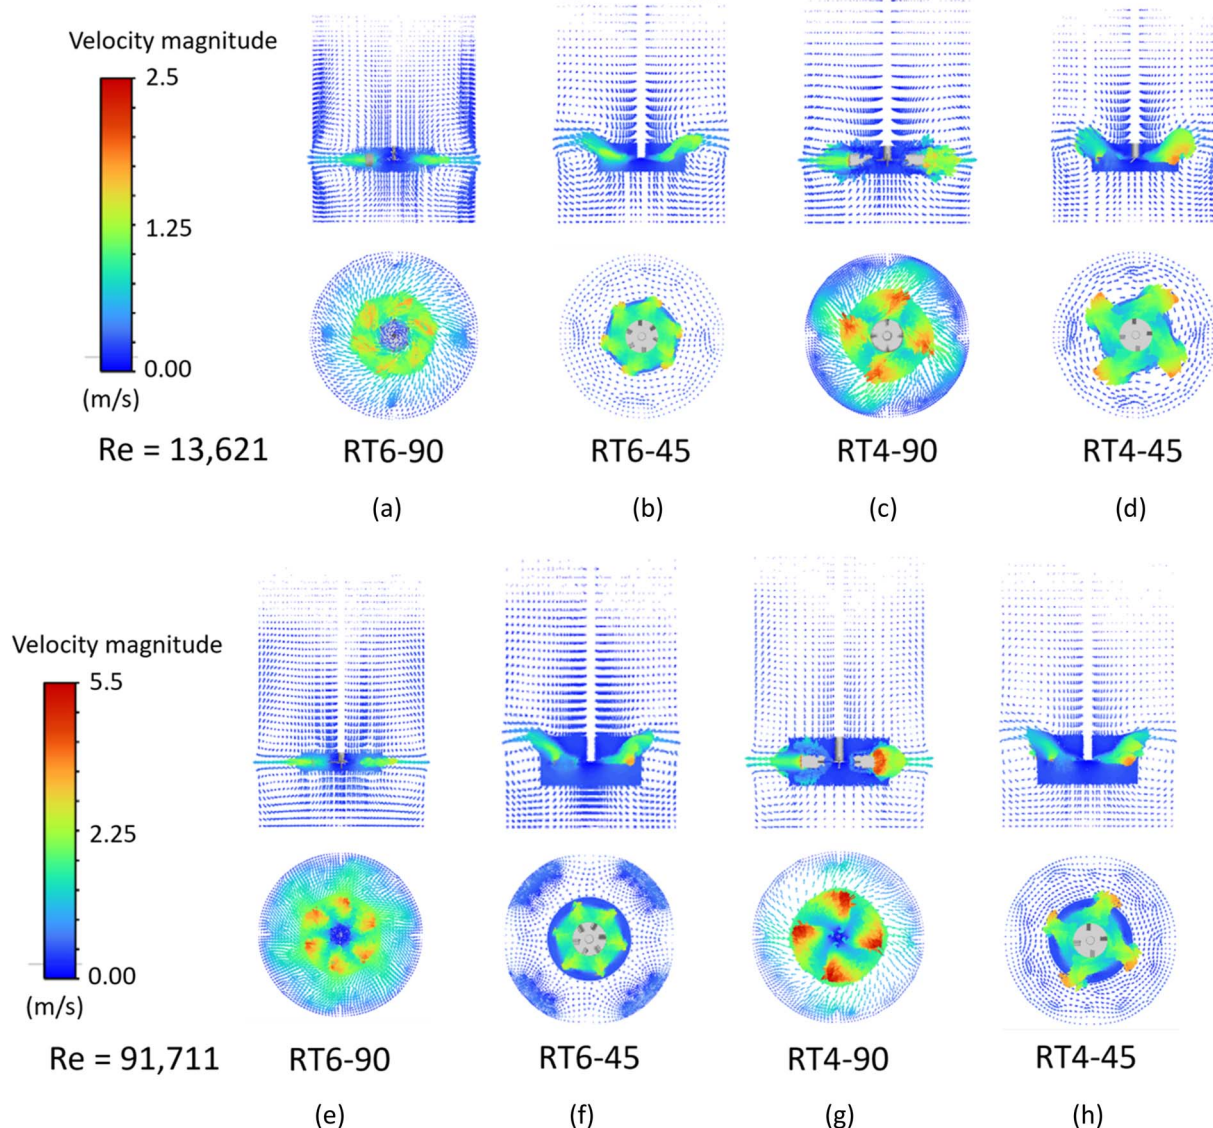 Velocity magnitude
2.5
1.25
0.00
(m/s)
Re = 13,621
RT6-90
RT6-45
RT4-90
RT4-45
(a)
(b)
(c)
(d)
Velocity magnitude
5.5
2.25
0.00
(m/s)
Re = 91,711
RT6-90
RT6-45
RT4-90
RT4-45
(e)
(f)
(g)
(h)